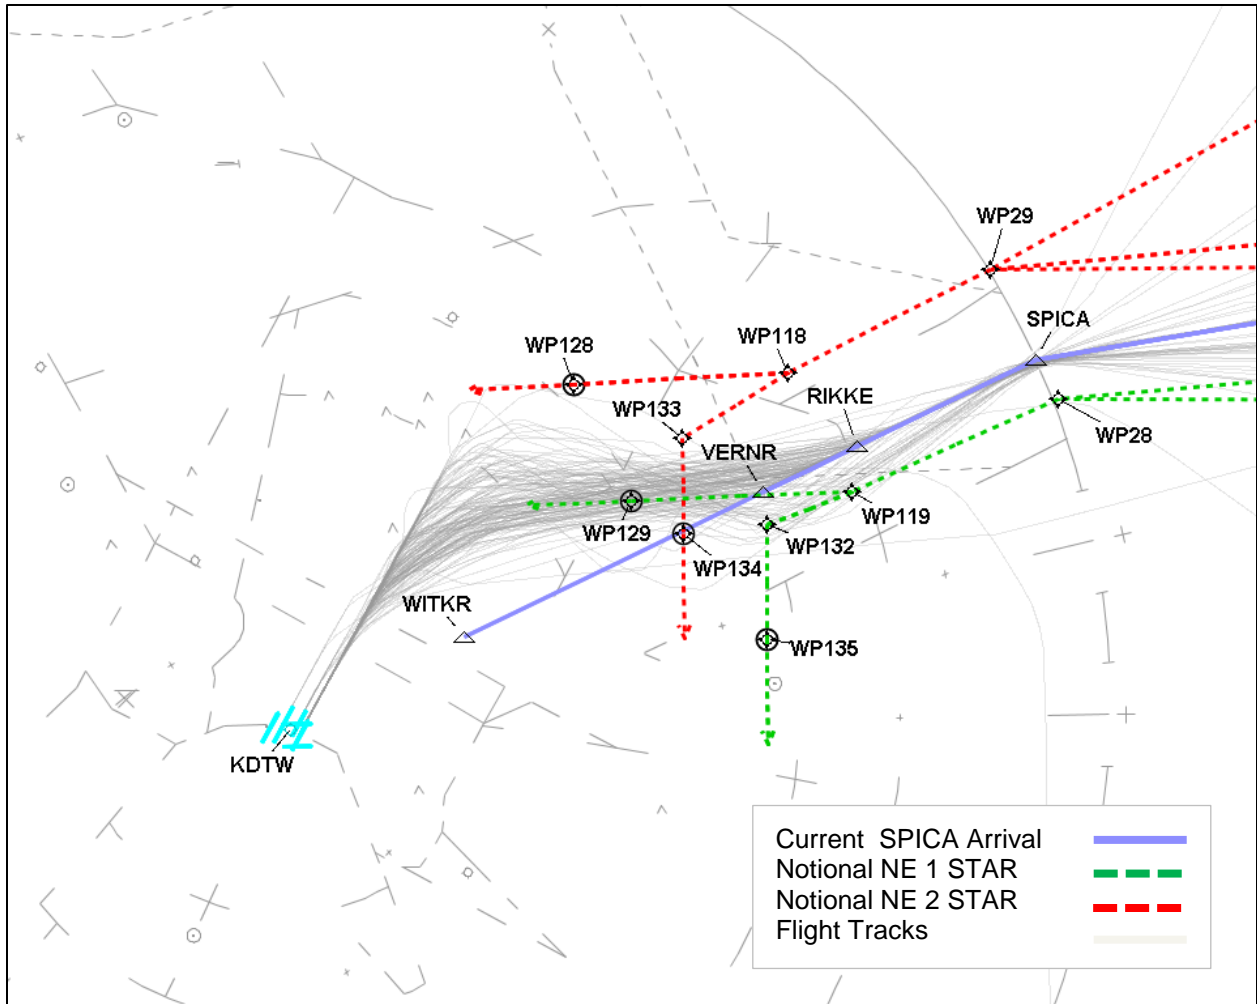 WP29
SPICA
WP118
WP128
RIKKE
WP133
WP28
VERNR
WP119
WP129
WP132
WP134
WITKR
WP135
KDTW
Current SPICA Arrival
Notional NE 1 STAR
Notional NE 2 STAR
Flight Tracks